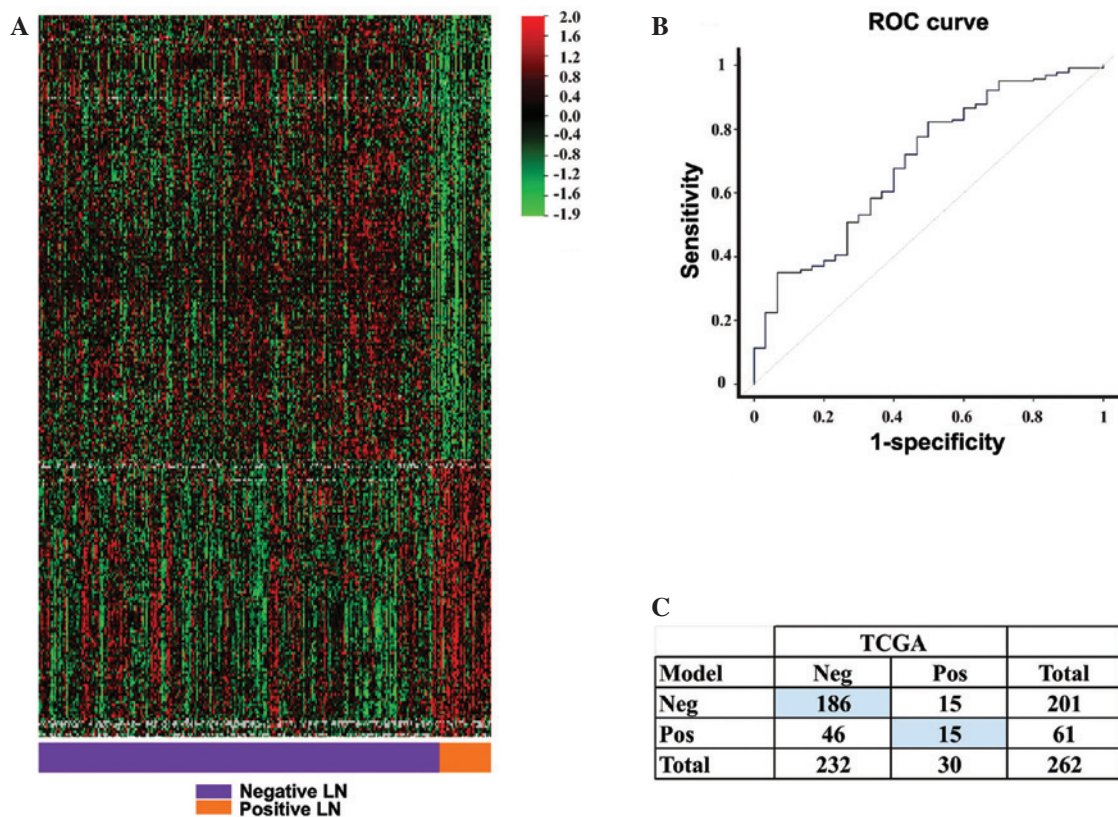 A
2.0
1.6
1.2
0.8
0.4
0.0
-0.4
-0.8
-1.2
-1.6
-1.9
Negative LN
Positive LN
B
ROC curve
1
0.8
0.6
0.4
0.2
0
Sensitivity
0 0.2 0.4 0.6 0.8 1
1-specificity
C
TCGA
Model Neg Pos Total
Neg 186 15 201
Pos 46 15 61
Total 232 30 262